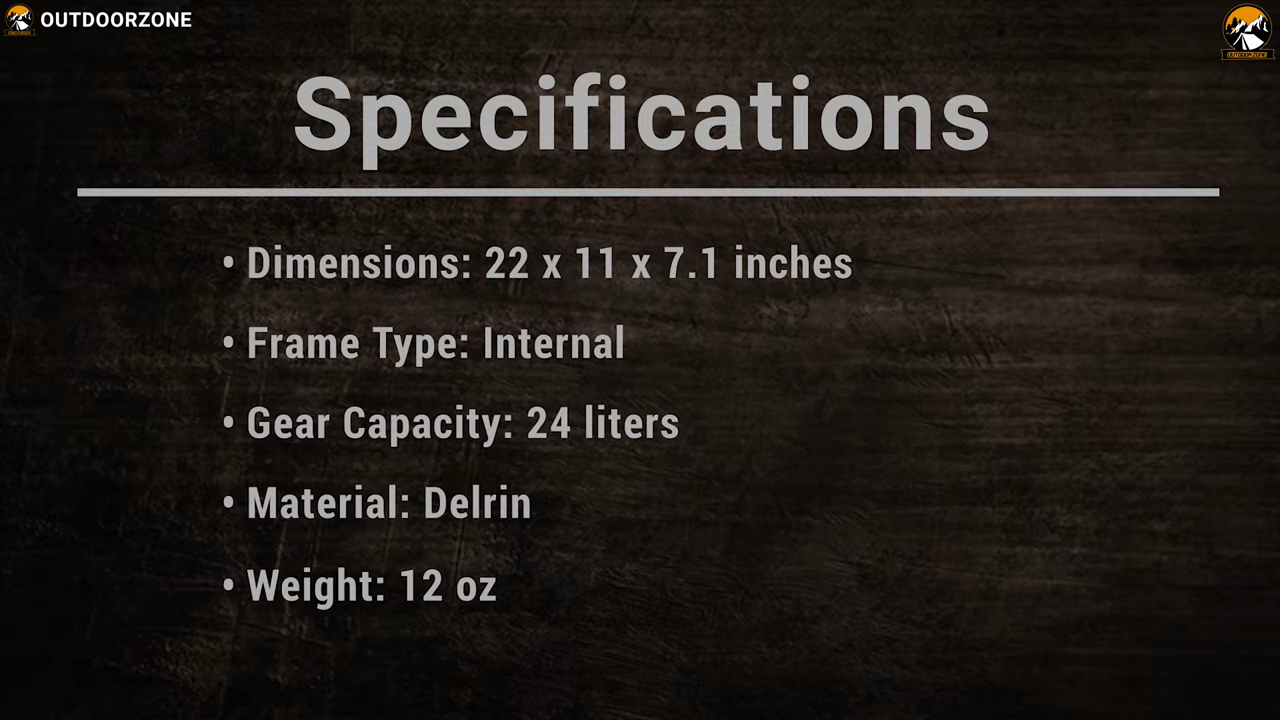 OUTDOORZONE
OUTDOORZONE
Specifications
• Dimensions: 22 x 11 x 7.1 inches
• Frame Type: Internal
• Gear Capacity: 24 liters
• Material: Delrin
• Weight: 12 oz